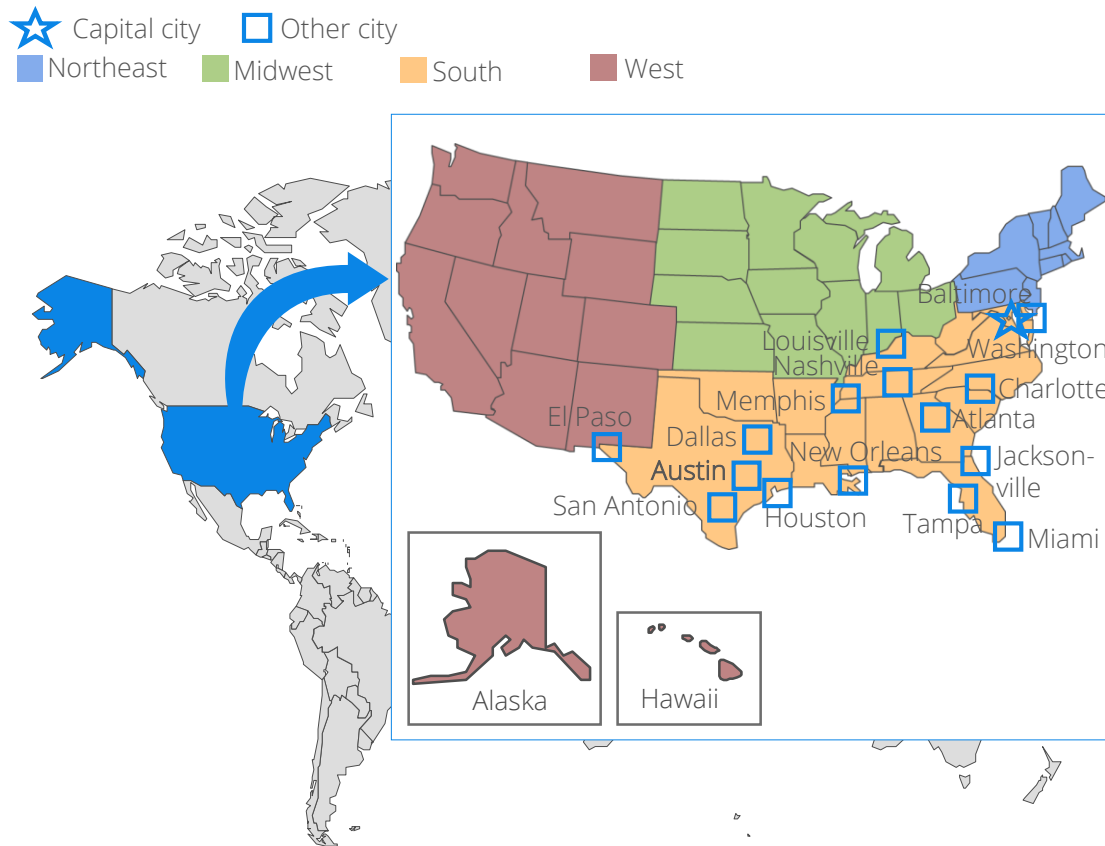 Capital city
Other city
Northeast
Midwest
South
West
Baltimore
Louisville
Washington
Nashville
Charlotte
Memphis
El Paso
Atlanta
Dallas
New Orleans
Austin
Jackson-
ville
San Antonio
Houston
Tampa
Miami
Alaska
Hawaii